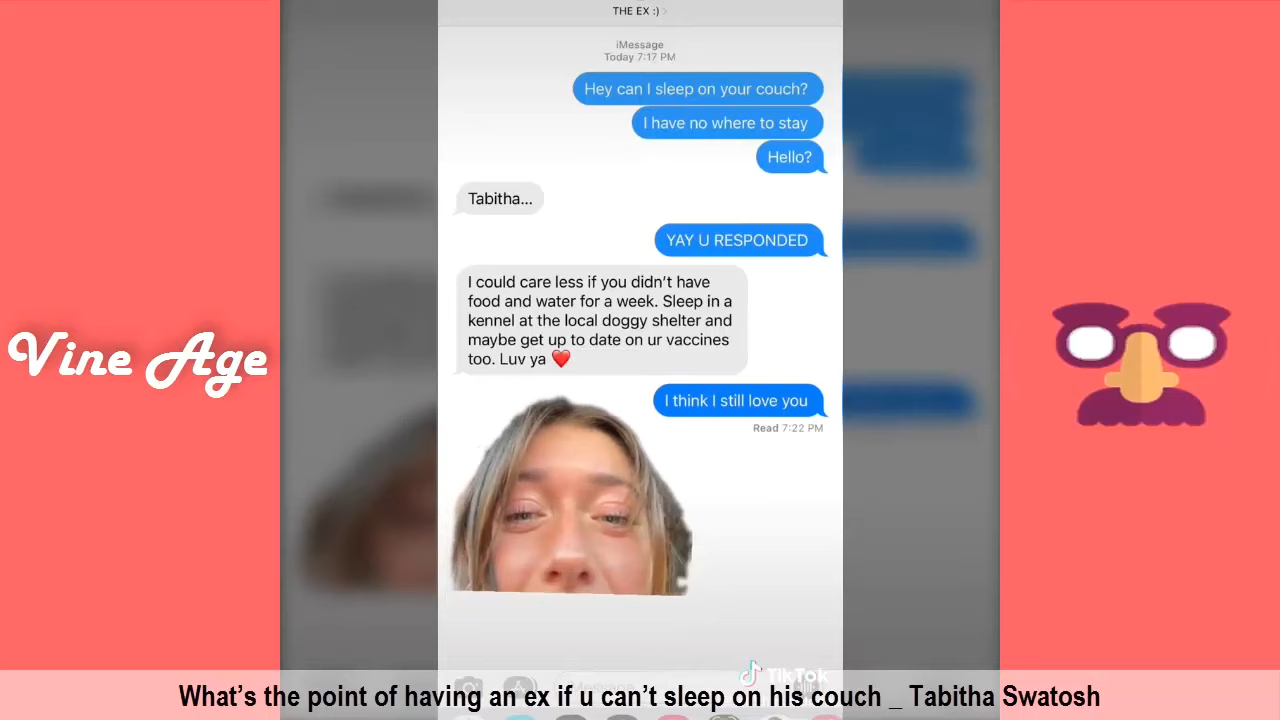 THE EX :)
iMessage
Today 7:17 PM
Hey can I sleep on your couch?
I have no where to stay
Hello?
Tabitha...
YAY U RESPONDED
I could care less if you didn't have
food and water for a week. Sleep in a
kennel at the local doggy shelter and
maybe get up to date on ur vaccines
too. Luv ya ❤️
I think I still love you
Read 7:22 PM
Vine Age
TikTok
What's the point of having an ex if u can't sleep on his couch _ Tabitha Swatosh